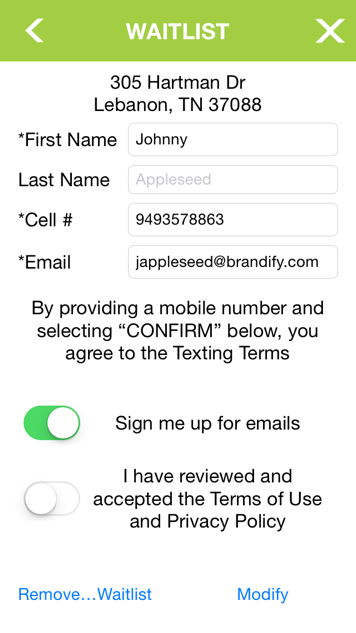 WAITLIST
305 Hartman Dr
Lebanon, TN 37088
*First Name Johnny
Last Name Appleseed
*Cell # 9493578863
*Email jappleseed@brandify.com
By providing a mobile number and
selecting “CONFIRM” below, you
agree to the Texting Terms
Sign me up for emails
I have reviewed and
accepted the Terms of Use
and Privacy Policy
Remove…Waitlist Modify